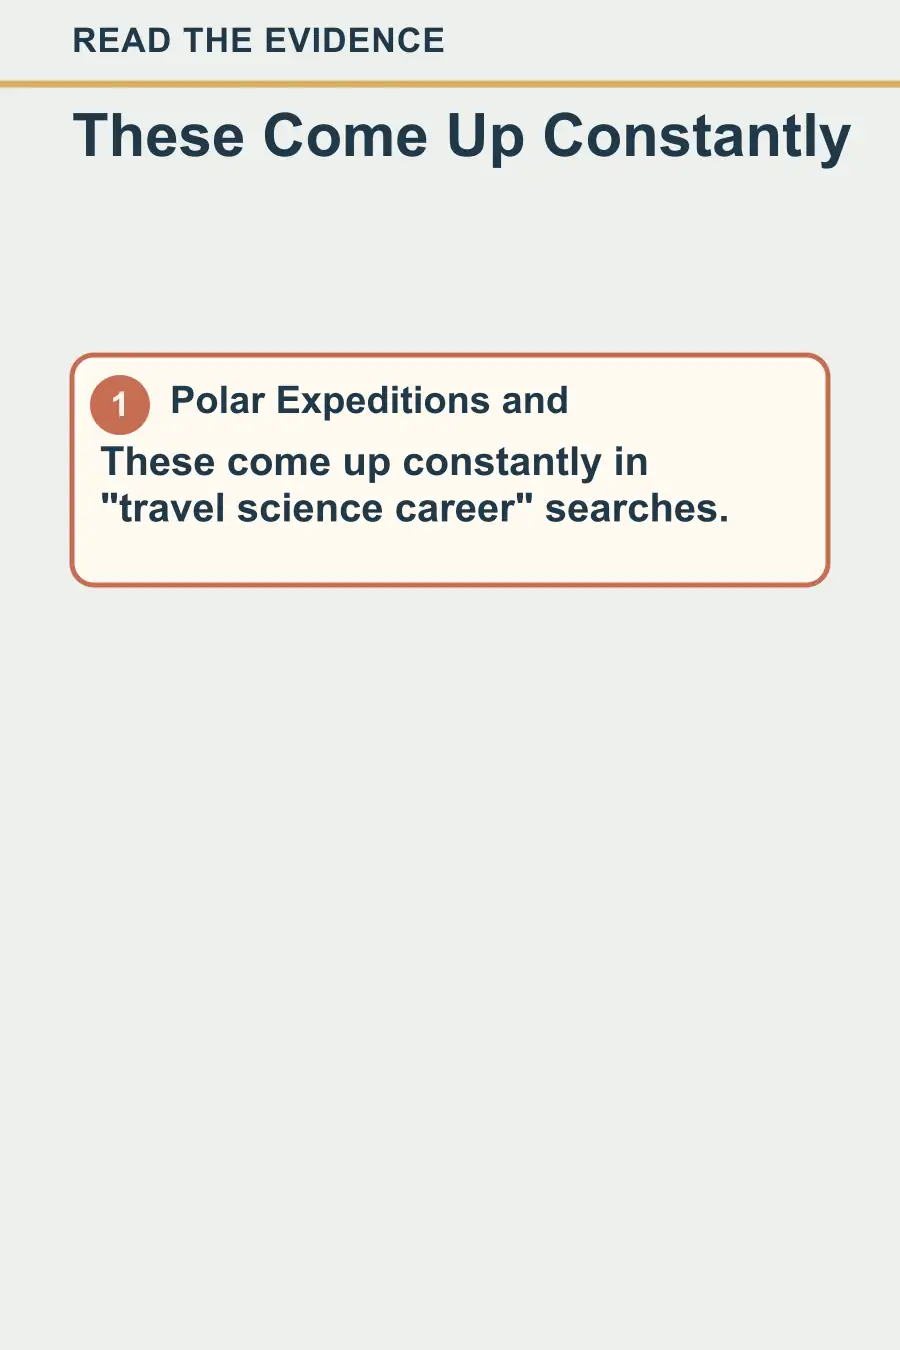 READ THE EVIDENCE
These Come Up Constantly
1 Polar Expeditions and
These come up constantly in
"travel science career" searches.